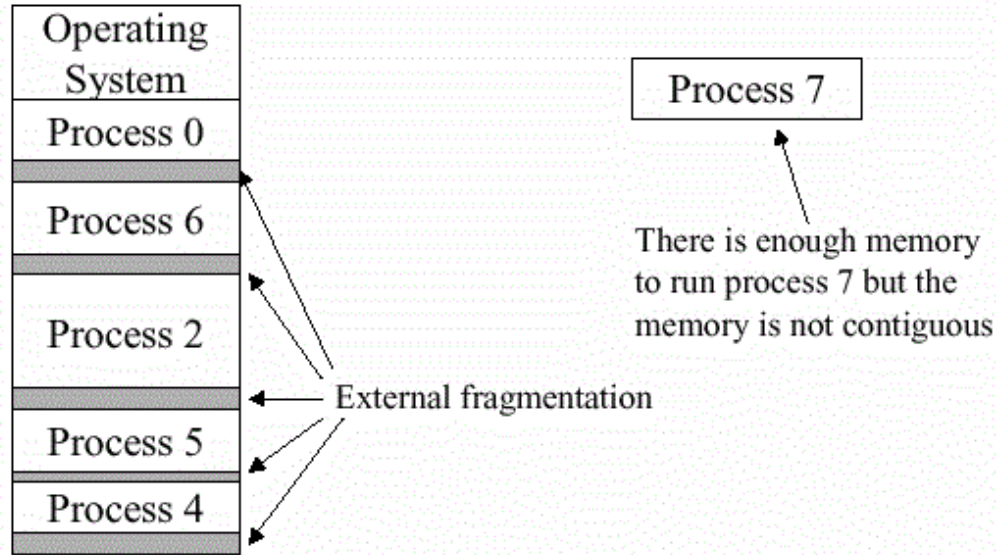 Operating
System
Process 0
Process 6
Process 2
Process 5
Process 4
External fragmentation
Process 7
There is enough memory
to run process 7 but the
memory is not contiguous